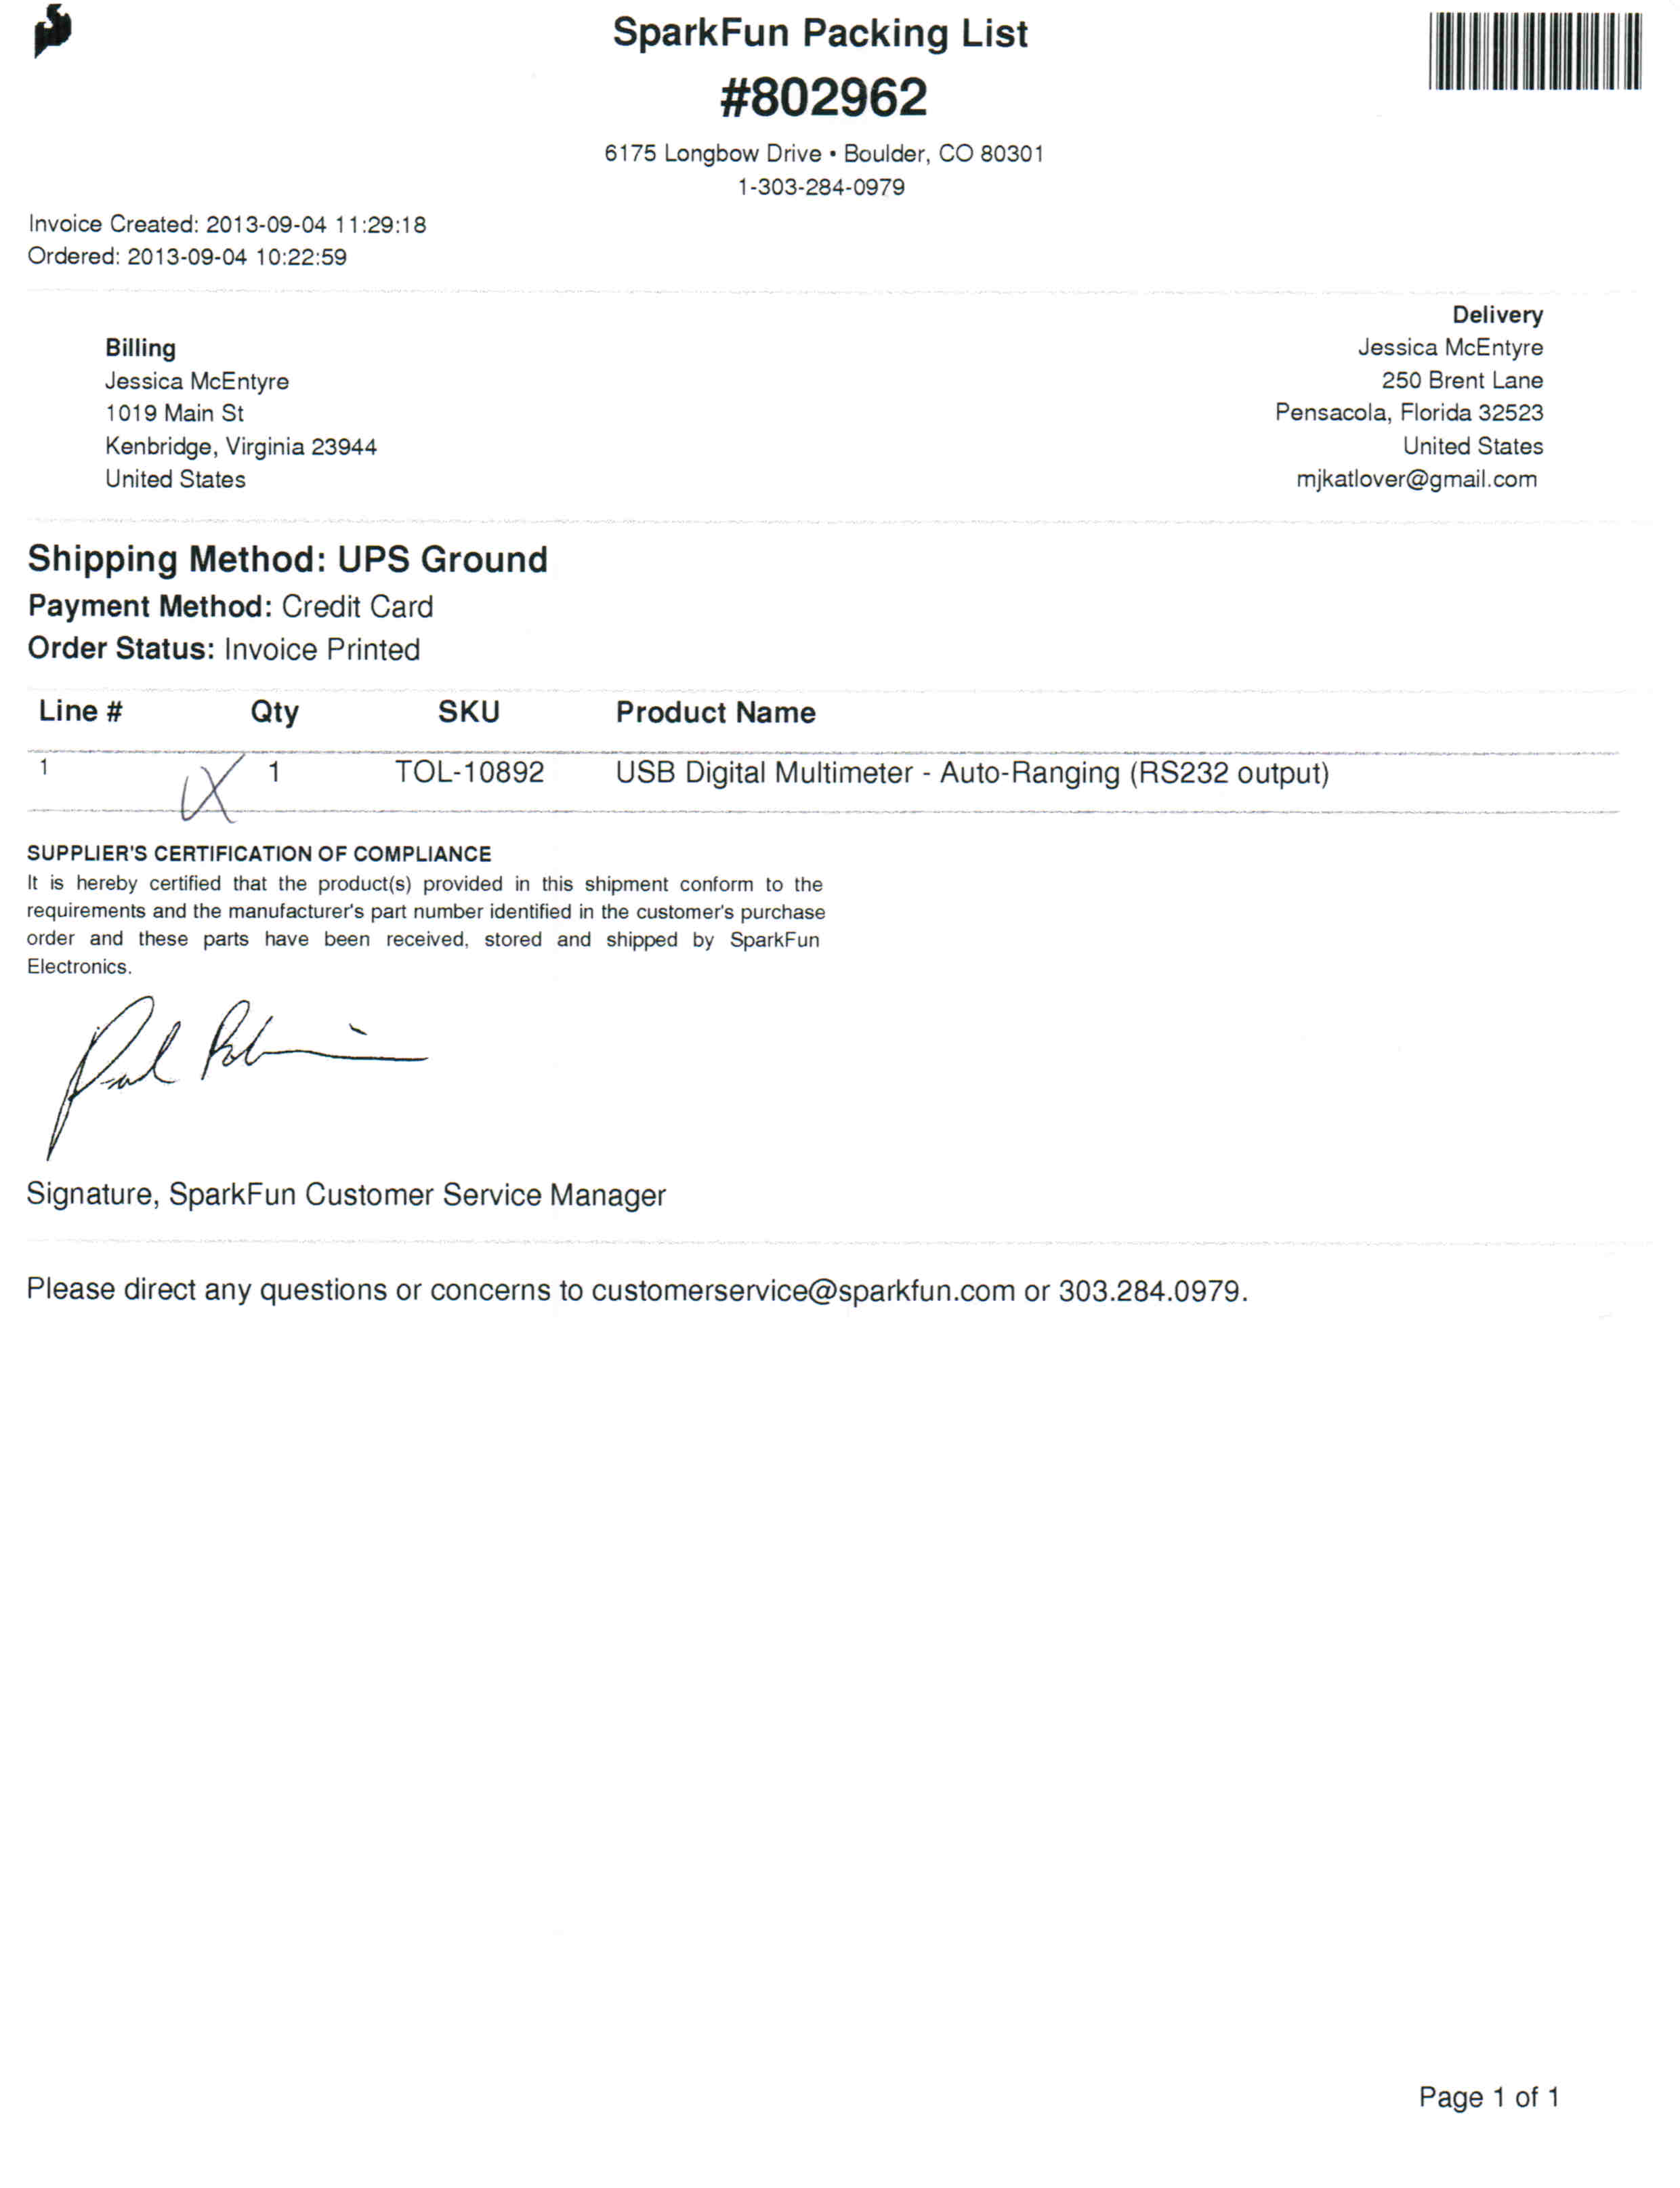 SparkFun Packing List
#802962
6175 Longbow Drive • Boulder, CO 80301
1-303-284-0979
Invoice Created: 2013-09-04 11:29:18
Ordered: 2013-09-04 10:22:59
Billing
Jessica McEntyre
1019 Main St
Kenbridge, Virginia 23944
United States
Delivery
Jessica McEntyre
250 Brent Lane
Pensacola, Florida 32523
United States
mjkatlover@gmail.com
Shipping Method: UPS Ground
Payment Method: Credit Card
Order Status: Invoice Printed
Line # Qty SKU Product Name
1 1 TOL-10892 USB Digital Multimeter - Auto-Ranging (RS232 output)
SUPPLIER'S CERTIFICATION OF COMPLIANCE
It is hereby certified that the product(s) provided in this shipment conform to the
requirements and the manufacturer's part number identified in the customer's purchase
order and these parts have been received, stored and shipped by SparkFun
Electronics.
Signature, SparkFun Customer Service Manager
Please direct any questions or concerns to customerservice@sparkfun.com or 303.284.0979.
Page 1 of 1